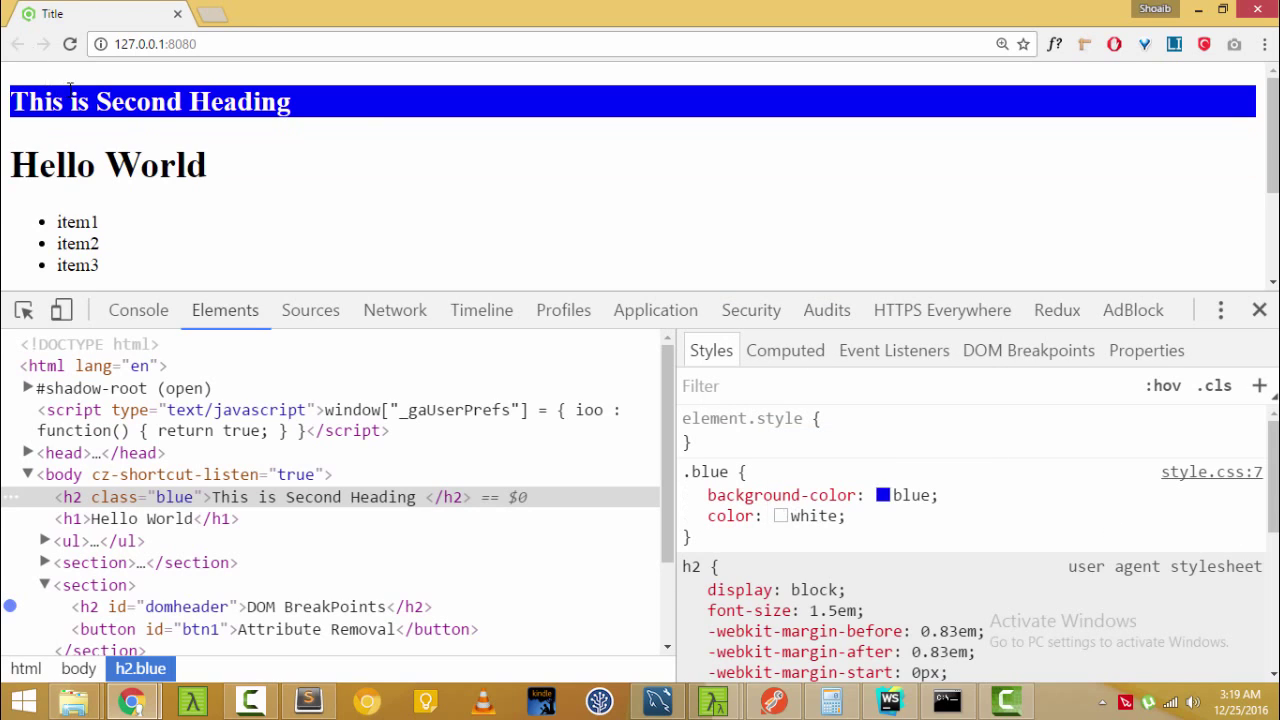 Title
Shoaib
127.0.0.1:8080
f?
LI
This is Second Heading
Hello World
item1
item2
item3
Console Elements Sources Network Timeline Profiles Application Security Audits HTTPS Everywhere Redux AdBlock
<!DOCTYPE html>
<html lang="en">
#shadow-root (open)
<script type="text/javascript">window["_gaUserPrefs"] = { ioo :
function() { return true; } }</script>
<head>…</head>
<body cz-shortcut-listen="true">
<h2 class="blue">This is Second Heading </h2> == $0
<h1>Hello World</h1>
<ul>…</ul>
<section>…</section>
<section>
<h2 id="domheader">DOM BreakPoints</h2>
<button id="btn1">Attribute Removal</button>
</section>
html body h2.blue
Styles Computed Event Listeners DOM Breakpoints Properties
Filter :hov .cls +
element.style {
}
.blue { style.css:7
background-color: blue;
color: white;
}
h2 { user agent stylesheet
display: block;
font-size: 1.5em;
-webkit-margin-before: 0.83em;
-webkit-margin-after: 0.83em;
-webkit-margin-start: 0px;
Activate Windows
Go to PC settings to activate Windows.
S
kindle
WS
3:19 AM
12/25/2016